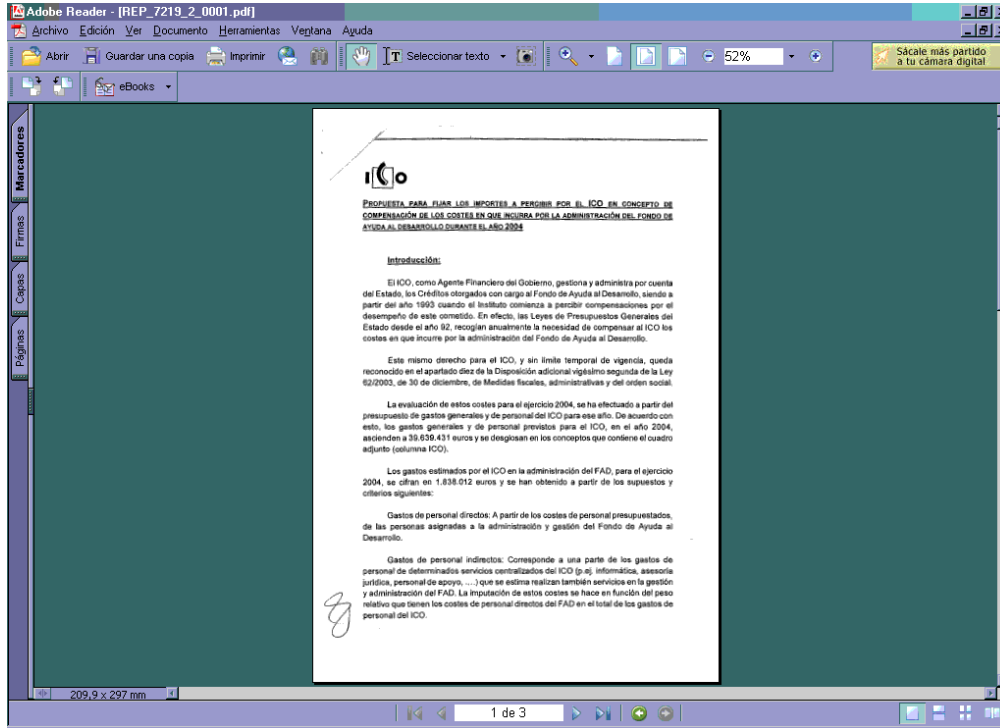 Adobe Reader - [REP_7219_2_0001.pdf]
Archivo Edición Ver Documento Herramientas Ventana Ayuda
Abrir Guardar una copia Imprimir Seleccionar texto 52% Sácale más partido
a tu cámara digital
eBooks
Marcadores
Firmas
Capas
Páginas
ICO
PROPUESTA PARA FIJAR LOS IMPORTES A PERCIBIR POR EL ICO EN CONCEPTO DE
COMPENSACIÓN DE LOS COSTES EN QUE INCURRA POR LA ADMINISTRACIÓN DEL FONDO DE
AYUDA AL DESARROLLO DURANTE EL AÑO 2004
Introducción:
El ICO, como Agente Financiero del Gobierno, gestiona y administra por cuenta
del Estado, los Créditos otorgados con cargo al Fondo de Ayuda al Desarrollo, siendo a
partir del año 1993 cuando el Instituto comienza a percibir compensaciones por el
desempeño de este cometido. En efecto, las Leyes de Presupuestos Generales del
Estado desde el año 92, recogían anualmente la necesidad de compensar al ICO los
costes en que incurre por la administración del Fondo de Ayuda al Desarrollo.
Este mismo derecho para el ICO, y sin límite temporal de vigencia, queda
reconocido en el apartado diez de la Disposición adicional vigésimo segunda de la Ley
62/2003, de 30 de diciembre, de Medidas fiscales, administrativas y del orden social.
La evaluación de estos costes para el ejercicio 2004, se ha efectuado a partir del
presupuesto de gastos generales y de personal del ICO para ese año. De acuerdo con
esto, los gastos generales y de personal previstos para el ICO, en el año 2004,
ascienden a 39.639.431 euros y se desglosan en los conceptos que contiene el cuadro
adjunto (columna ICO).
Los gastos estimados por el ICO en la administración del FAD, para el ejercicio
2004, se cifran en 1.838.012 euros y se han obtenido a partir de los supuestos y
criterios siguientes:
Gastos de personal directos: A partir de los costes de personal presupuestados,
de las personas asignadas a la administración y gestión del Fondo de Ayuda al
Desarrollo.
Gastos de personal indirectos: Corresponde a una parte de los gastos de
personal de determinados servicios centralizados del ICO (p.ej. informática, asesoría
jurídica, personal de apoyo, ....) que se estima realizan también servicios en la gestión
y administración del FAD. La imputación de estos costes se hace en función del peso
relativo que tienen los costes de personal directos del FAD en el total de los gastos de
personal del ICO.
209,9 x 297 mm
1 de 3